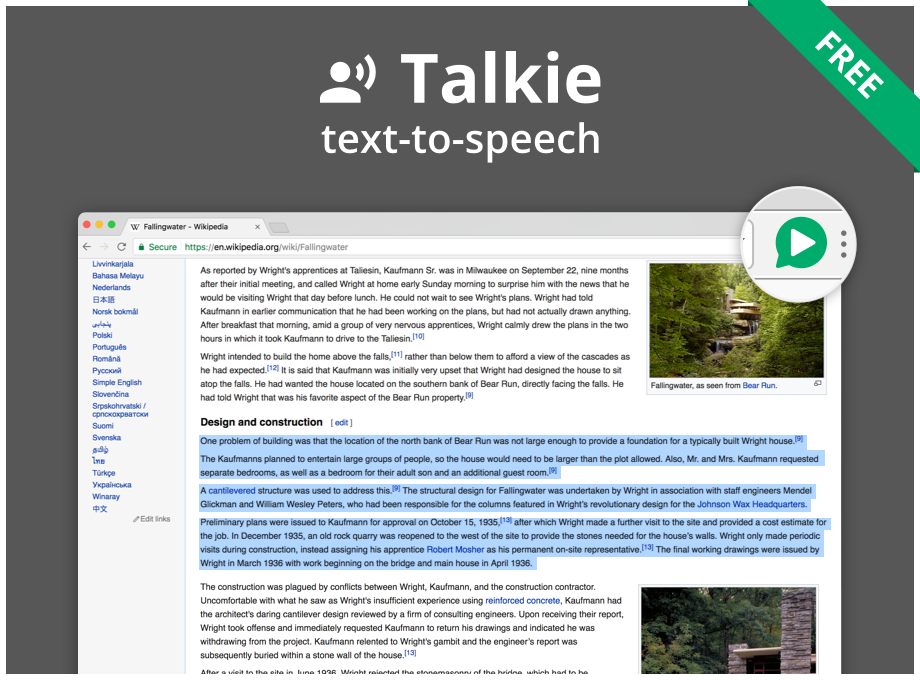 FREE
Talkie
text-to-speech
Fallingwater - Wikipedia
Secure https://en.wikipedia.org/wiki/Fallingwater
Livvinkarjala
Bahasa Melayu
Nederlands
日本語
Norsk bokmål
پنجابی
Polski
Português
Română
Русский
Simple English
Slovenčina
Srpskohrvatski /
српскохрватски
Suomi
Svenska
தமிழ்
ไทย
Türkçe
Українська
Winaray
中文
Edit links
As reported by Wright's apprentices at Taliesin, Kaufmann Sr. was in Milwaukee on September 22, nine months
after their initial meeting, and called Wright at home early Sunday morning to surprise him with the news that he
would be visiting Wright that day before lunch. He could not wait to see Wright's plans. Wright had told
Kaufmann in earlier communication that he had been working on the plans, but had not actually drawn anything.
After breakfast that morning, amid a group of very nervous apprentices, Wright calmly drew the plans in the two
hours in which it took Kaufmann to drive to the Taliesin.[10]
Wright intended to build the home above the falls,[11] rather than below them to afford a view of the cascades as
he had expected.[12] It is said that Kaufmann was initially very upset that Wright had designed the house to sit
atop the falls. He had wanted the house located on the southern bank of Bear Run, directly facing the falls. He
had told Wright that was his favorite aspect of the Bear Run property.[9]
Fallingwater, as seen from Bear Run.
Design and construction [ edit ]
One problem of building was that the location of the north bank of Bear Run was not large enough to provide a foundation for a typically built Wright house.[9]
The Kaufmanns planned to entertain large groups of people, so the house would need to be larger than the plot allowed. Also, Mr. and Mrs. Kaufmann requested
separate bedrooms, as well as a bedroom for their adult son and an additional guest room.[9]
A cantilevered structure was used to address this.[9] The structural design for Fallingwater was undertaken by Wright in association with staff engineers Mendel
Glickman and William Wesley Peters, who had been responsible for the columns featured in Wright's revolutionary design for the Johnson Wax Headquarters.
Preliminary plans were issued to Kaufmann for approval on October 15, 1935,[13] after which Wright made a further visit to the site and provided a cost estimate for
the job. In December 1935, an old rock quarry was reopened to the west of the site to provide the stones needed for the house's walls. Wright only made periodic
visits during construction, instead assigning his apprentice Robert Mosher as his permanent on-site representative.[13] The final working drawings were issued by
Wright in March 1936 with work beginning on the bridge and main house in April 1936.
The construction was plagued by conflicts between Wright, Kaufmann, and the construction contractor.
Uncomfortable with what he saw as Wright's insufficient experience using reinforced concrete, Kaufmann had
the architect's daring cantilever design reviewed by a firm of consulting engineers. Upon receiving their report,
Wright took offense and immediately requested Kaufmann to return his drawings and indicated he was
withdrawing from the project. Kaufmann relented to Wright's gambit and the engineer's report was
subsequently buried within a stone wall of the house.[13]
After a visit to the site in June 1936, Wright rejected the stonemasonry of the bridge, which had to be